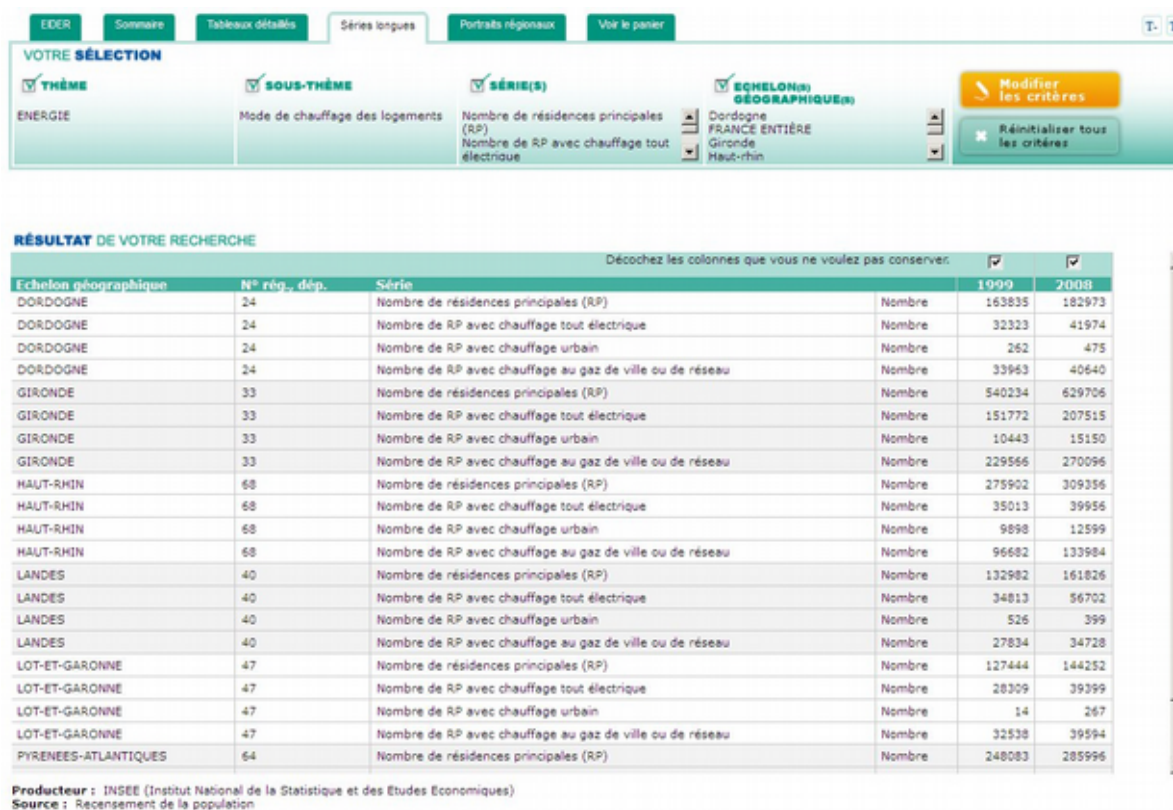 EIDER Sommaire Tableaux détaillés Séries longues Portraits régionaux Voir le panier T-
VOTRE SÉLECTION
THÈME SOUS-THÈME SÉRIE(S) ECHELON(S) GÉOGRAPHIQUE(S) Modifier les critères
ENERGIE Mode de chauffage des logements Nombre de résidences principales Dordogne
(RP) FRANCE ENTIÈRE Réinitialiser tous
Nombre de RP avec chauffage tout Gironde les critères
électrique Haut-rhin
RÉSULTAT DE VOTRE RECHERCHE
Décochez les colonnes que vous ne voulez pas conserver.
Echelon géographique N° rég., dép. Série 1999 2008
DORDOGNE 24 Nombre de résidences principales (RP) Nombre 163835 182973
DORDOGNE 24 Nombre de RP avec chauffage tout électrique Nombre 32323 41974
DORDOGNE 24 Nombre de RP avec chauffage urbain Nombre 262 475
DORDOGNE 24 Nombre de RP avec chauffage au gaz de ville ou de réseau Nombre 33963 40640
GIRONDE 33 Nombre de résidences principales (RP) Nombre 540234 629706
GIRONDE 33 Nombre de RP avec chauffage tout électrique Nombre 151772 207515
GIRONDE 33 Nombre de RP avec chauffage urbain Nombre 10443 15150
GIRONDE 33 Nombre de RP avec chauffage au gaz de ville ou de réseau Nombre 229566 270096
HAUT-RHIN 68 Nombre de résidences principales (RP) Nombre 275902 309356
HAUT-RHIN 68 Nombre de RP avec chauffage tout électrique Nombre 35013 39956
HAUT-RHIN 68 Nombre de RP avec chauffage urbain Nombre 9898 12599
HAUT-RHIN 68 Nombre de RP avec chauffage au gaz de ville ou de réseau Nombre 96682 133984
LANDES 40 Nombre de résidences principales (RP) Nombre 132982 161826
LANDES 40 Nombre de RP avec chauffage tout électrique Nombre 34813 56702
LANDES 40 Nombre de RP avec chauffage urbain Nombre 526 399
LANDES 40 Nombre de RP avec chauffage au gaz de ville ou de réseau Nombre 27834 34728
LOT-ET-GARONNE 47 Nombre de résidences principales (RP) Nombre 127444 144252
LOT-ET-GARONNE 47 Nombre de RP avec chauffage tout électrique Nombre 28309 39399
LOT-ET-GARONNE 47 Nombre de RP avec chauffage urbain Nombre 14 267
LOT-ET-GARONNE 47 Nombre de RP avec chauffage au gaz de ville ou de réseau Nombre 32538 39594
PYRENEES-ATLANTIQUES 64 Nombre de résidences principales (RP) Nombre 248083 285996
Producteur : INSEE (Institut National de la Statistique et des Etudes Economiques)
Source : Recensement de la population